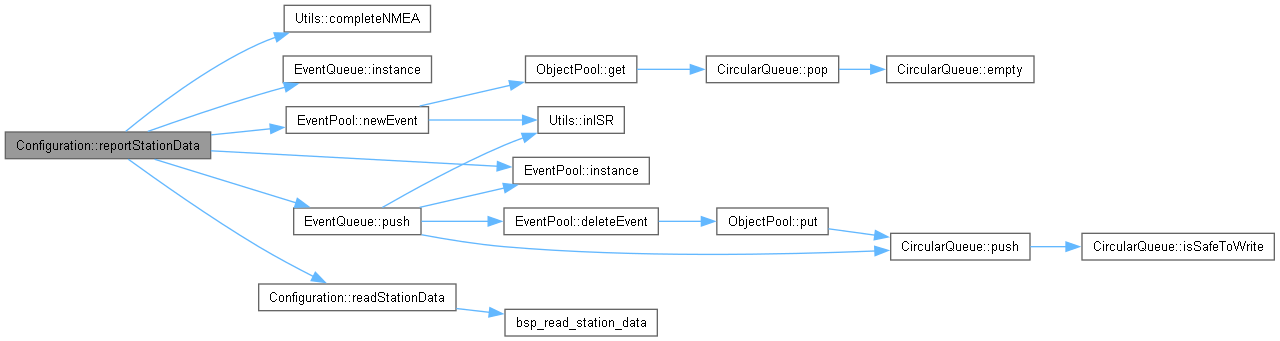 Utils::completeNMEA
EventQueue::instance
ObjectPool::get
CircularQueue::pop
CircularQueue::empty
EventPool::newEvent
Utils::inISR
Configuration::reportStationData
EventPool::instance
EventQueue::push
EventPool::deleteEvent
ObjectPool::put
CircularQueue::push
CircularQueue::isSafeToWrite
Configuration::readStationData
bsp_read_station_data